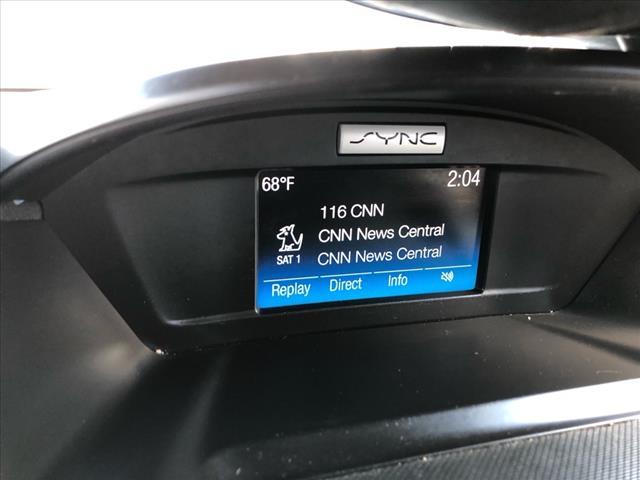 SYNC
68°F 2:04
116 CNN
CNN News Central
SAT 1 CNN News Central
Replay Direct Info